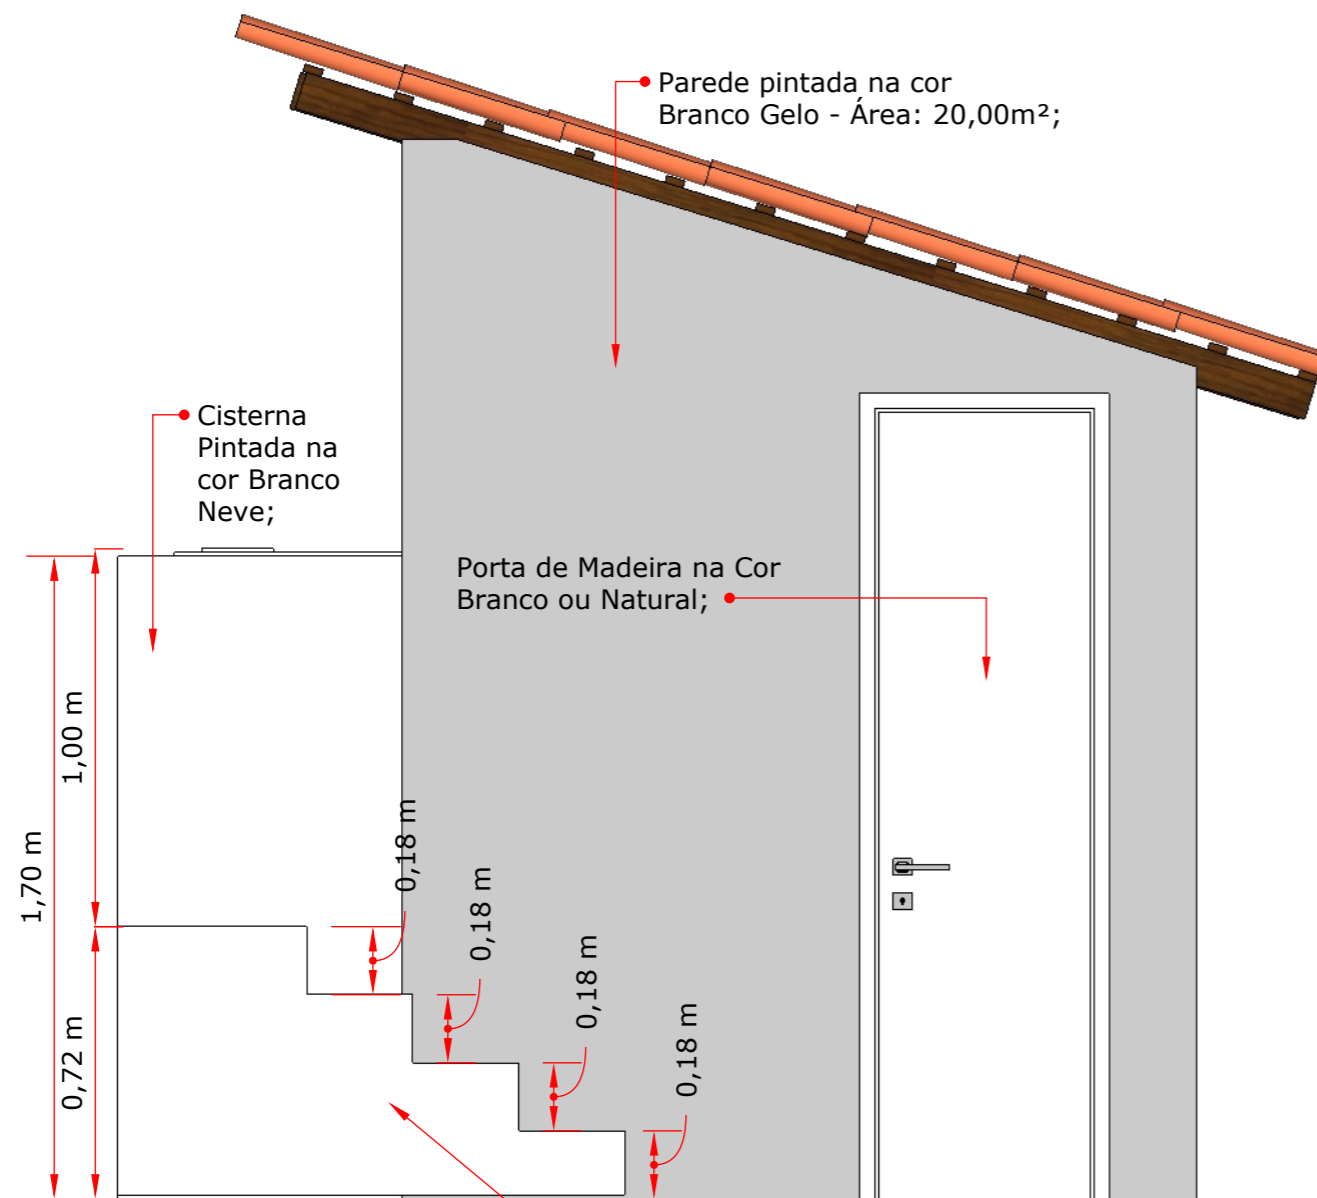 Parede pintada na cor
Branco Gelo - Área: 20,00m²;
Cisterna
Pintada na
cor Branco
Neve;
Porta de Madeira na Cor
Branco ou Natural;
1,00 m
1,70 m
0,72 m
0,18 m
0,18 m
0,18 m
0,18 m